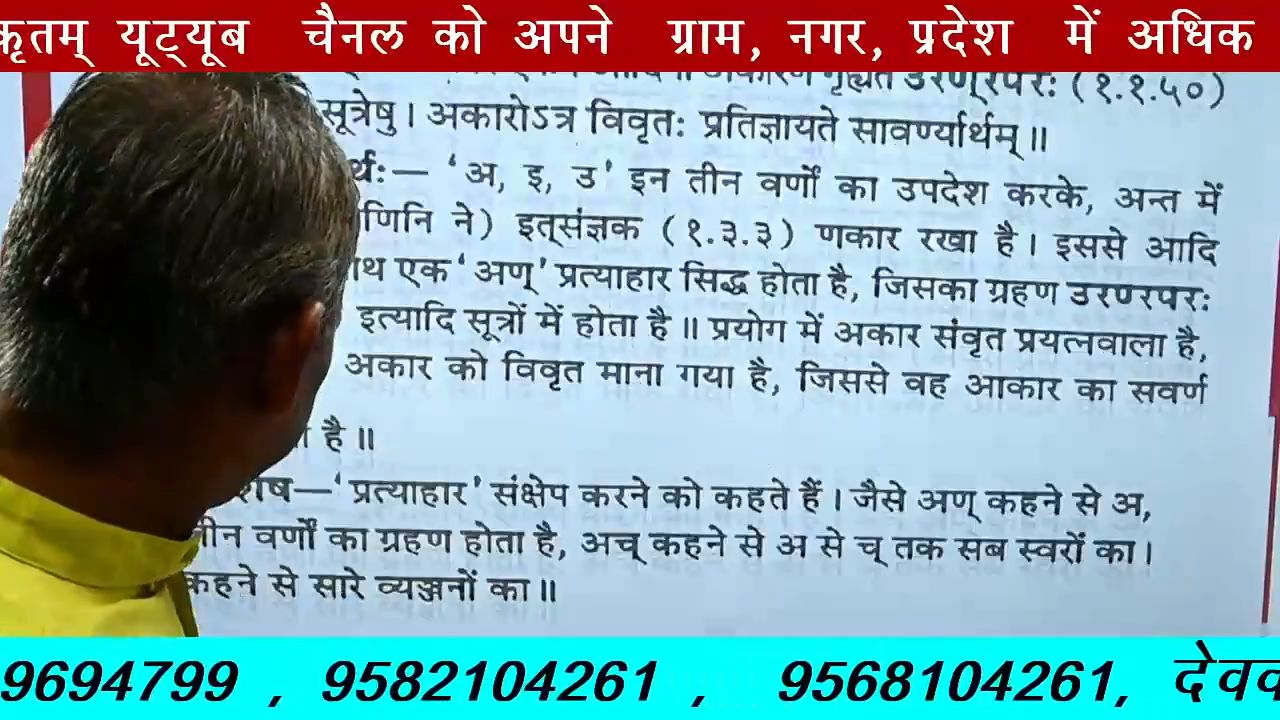 कृतम् यूट्यूब चैनल को अपने ग्राम, नगर, प्रदेश में अधिक
गृह्यते उरण्रपरः (१.१.५०)
सूत्रेषु । अकारोऽत्र विवृतः प्रतिज्ञायते सावर्ण्यार्थम् ॥
र्थः— ‘अ, इ, उ’ इन तीन वर्णों का उपदेश करके, अन्त में
णिनि ने) इत्संज्ञक (१.३.३) णकार रखा है । इससे आदि
एक ‘अण्’ प्रत्याहार सिद्ध होता है, जिसका ग्रहण उरण्रपरः
इत्यादि सूत्रों में होता है ॥ प्रयोग में अकार संवृत प्रयत्नवाला है,
अकार को विवृत माना गया है, जिससे वह आकार का सवर्ण
है ॥
शेष—‘प्रत्याहार’ संक्षेप करने को कहते हैं । जैसे अण् कहने से अ,
तीन वर्णों का ग्रहण होता है, अच् कहने से अ से च् तक सब स्वरों का ।
कहने से सारे व्यञ्जनों का ॥
9694799 , 9582104261 , 9568104261, देवव